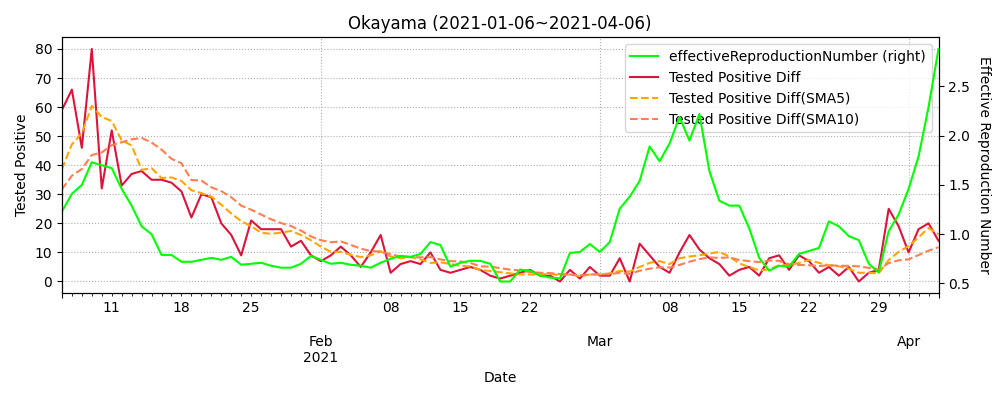 Okayama (2021-01-06~2021-04-06)
effectiveReproductionNumber (right)
Tested Positive Diff
Tested Positive Diff(SMA5)
Tested Positive Diff(SMA10)
Tested Positive
80
70
60
50
40
30
20
10
0
2.5
2.0
1.5
1.0
0.5
Effective Reproduction Number
11 18 25 08 15 22 08 15 22 29
Feb Mar Apr
2021
Date